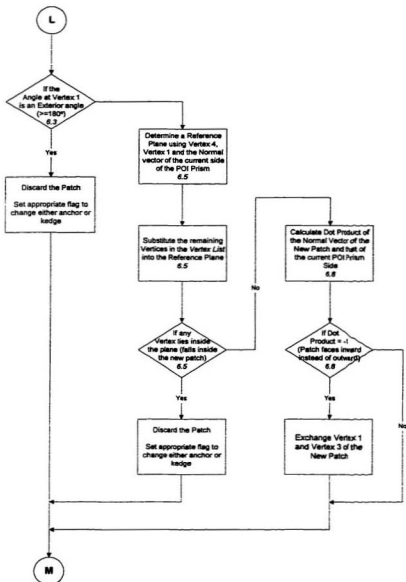 L
If the
Angle at Vertex 1
is an Exterior angle
(>=180°)
6.3
Yes
Discard the Patch
Set appropriate flag to
change either anchor or
kedge
Determine a Reference
Plane using Vertex 4,
Vertex 1 and the Normal
vector of the current side
of the POI Prism
6.5
Substitute the remaining
Vertices in the Vertex List
into the Reference Plane
6.5
If any
Vertex lies inside
the plane (falls inside
the new patch)
6.5
No
Yes
Discard the Patch
Set appropriate flag to
change either anchor or
kedge
Calculate Dot Product of
the Normal Vector of the
New Patch and that of
the current POI Prism
Side
6.8
If Dot
Product = -1
(Patch faces inward
instead of outward)
6.8
Yes
No
Exchange Vertex 1
and Vertex 3 of the
New Patch
M